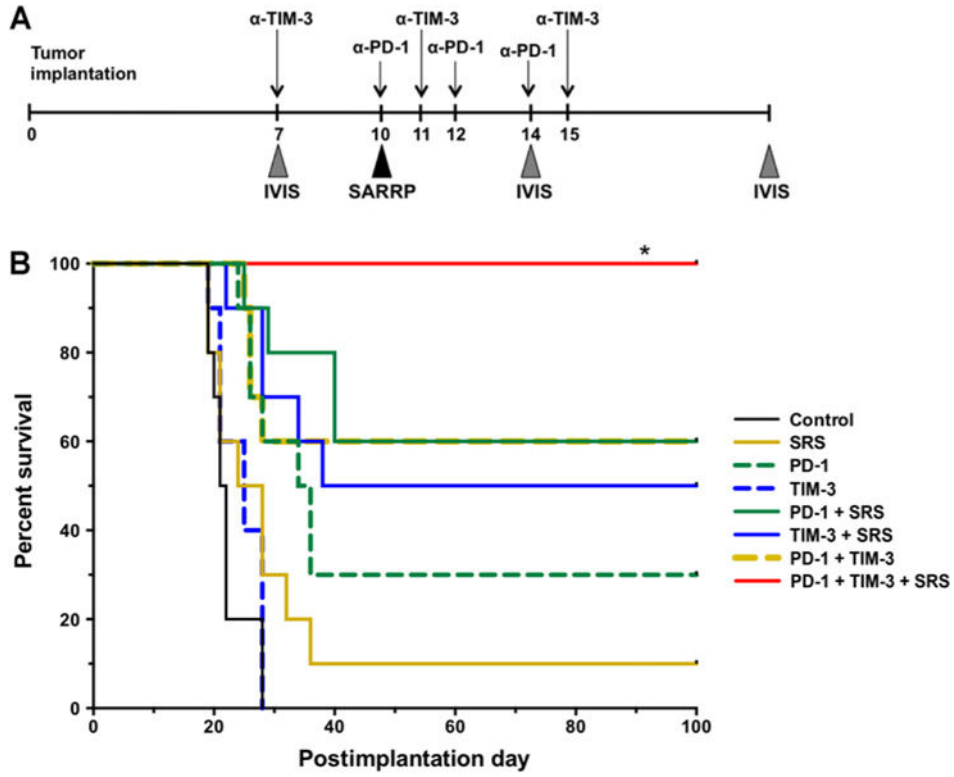 A
α-TIM-3 α-TIM-3 α-TIM-3
α-PD-1 α-PD-1 α-PD-1
Tumor
implantation
0 7 10 11 12 14 15
IVIS SARRP IVIS IVIS
B
*
Percent survival
100
80
60
40
20
0
0 20 40 60 80 100
Postimplantation day
Control
SRS
PD-1
TIM-3
PD-1 + SRS
TIM-3 + SRS
PD-1 + TIM-3
PD-1 + TIM-3 + SRS